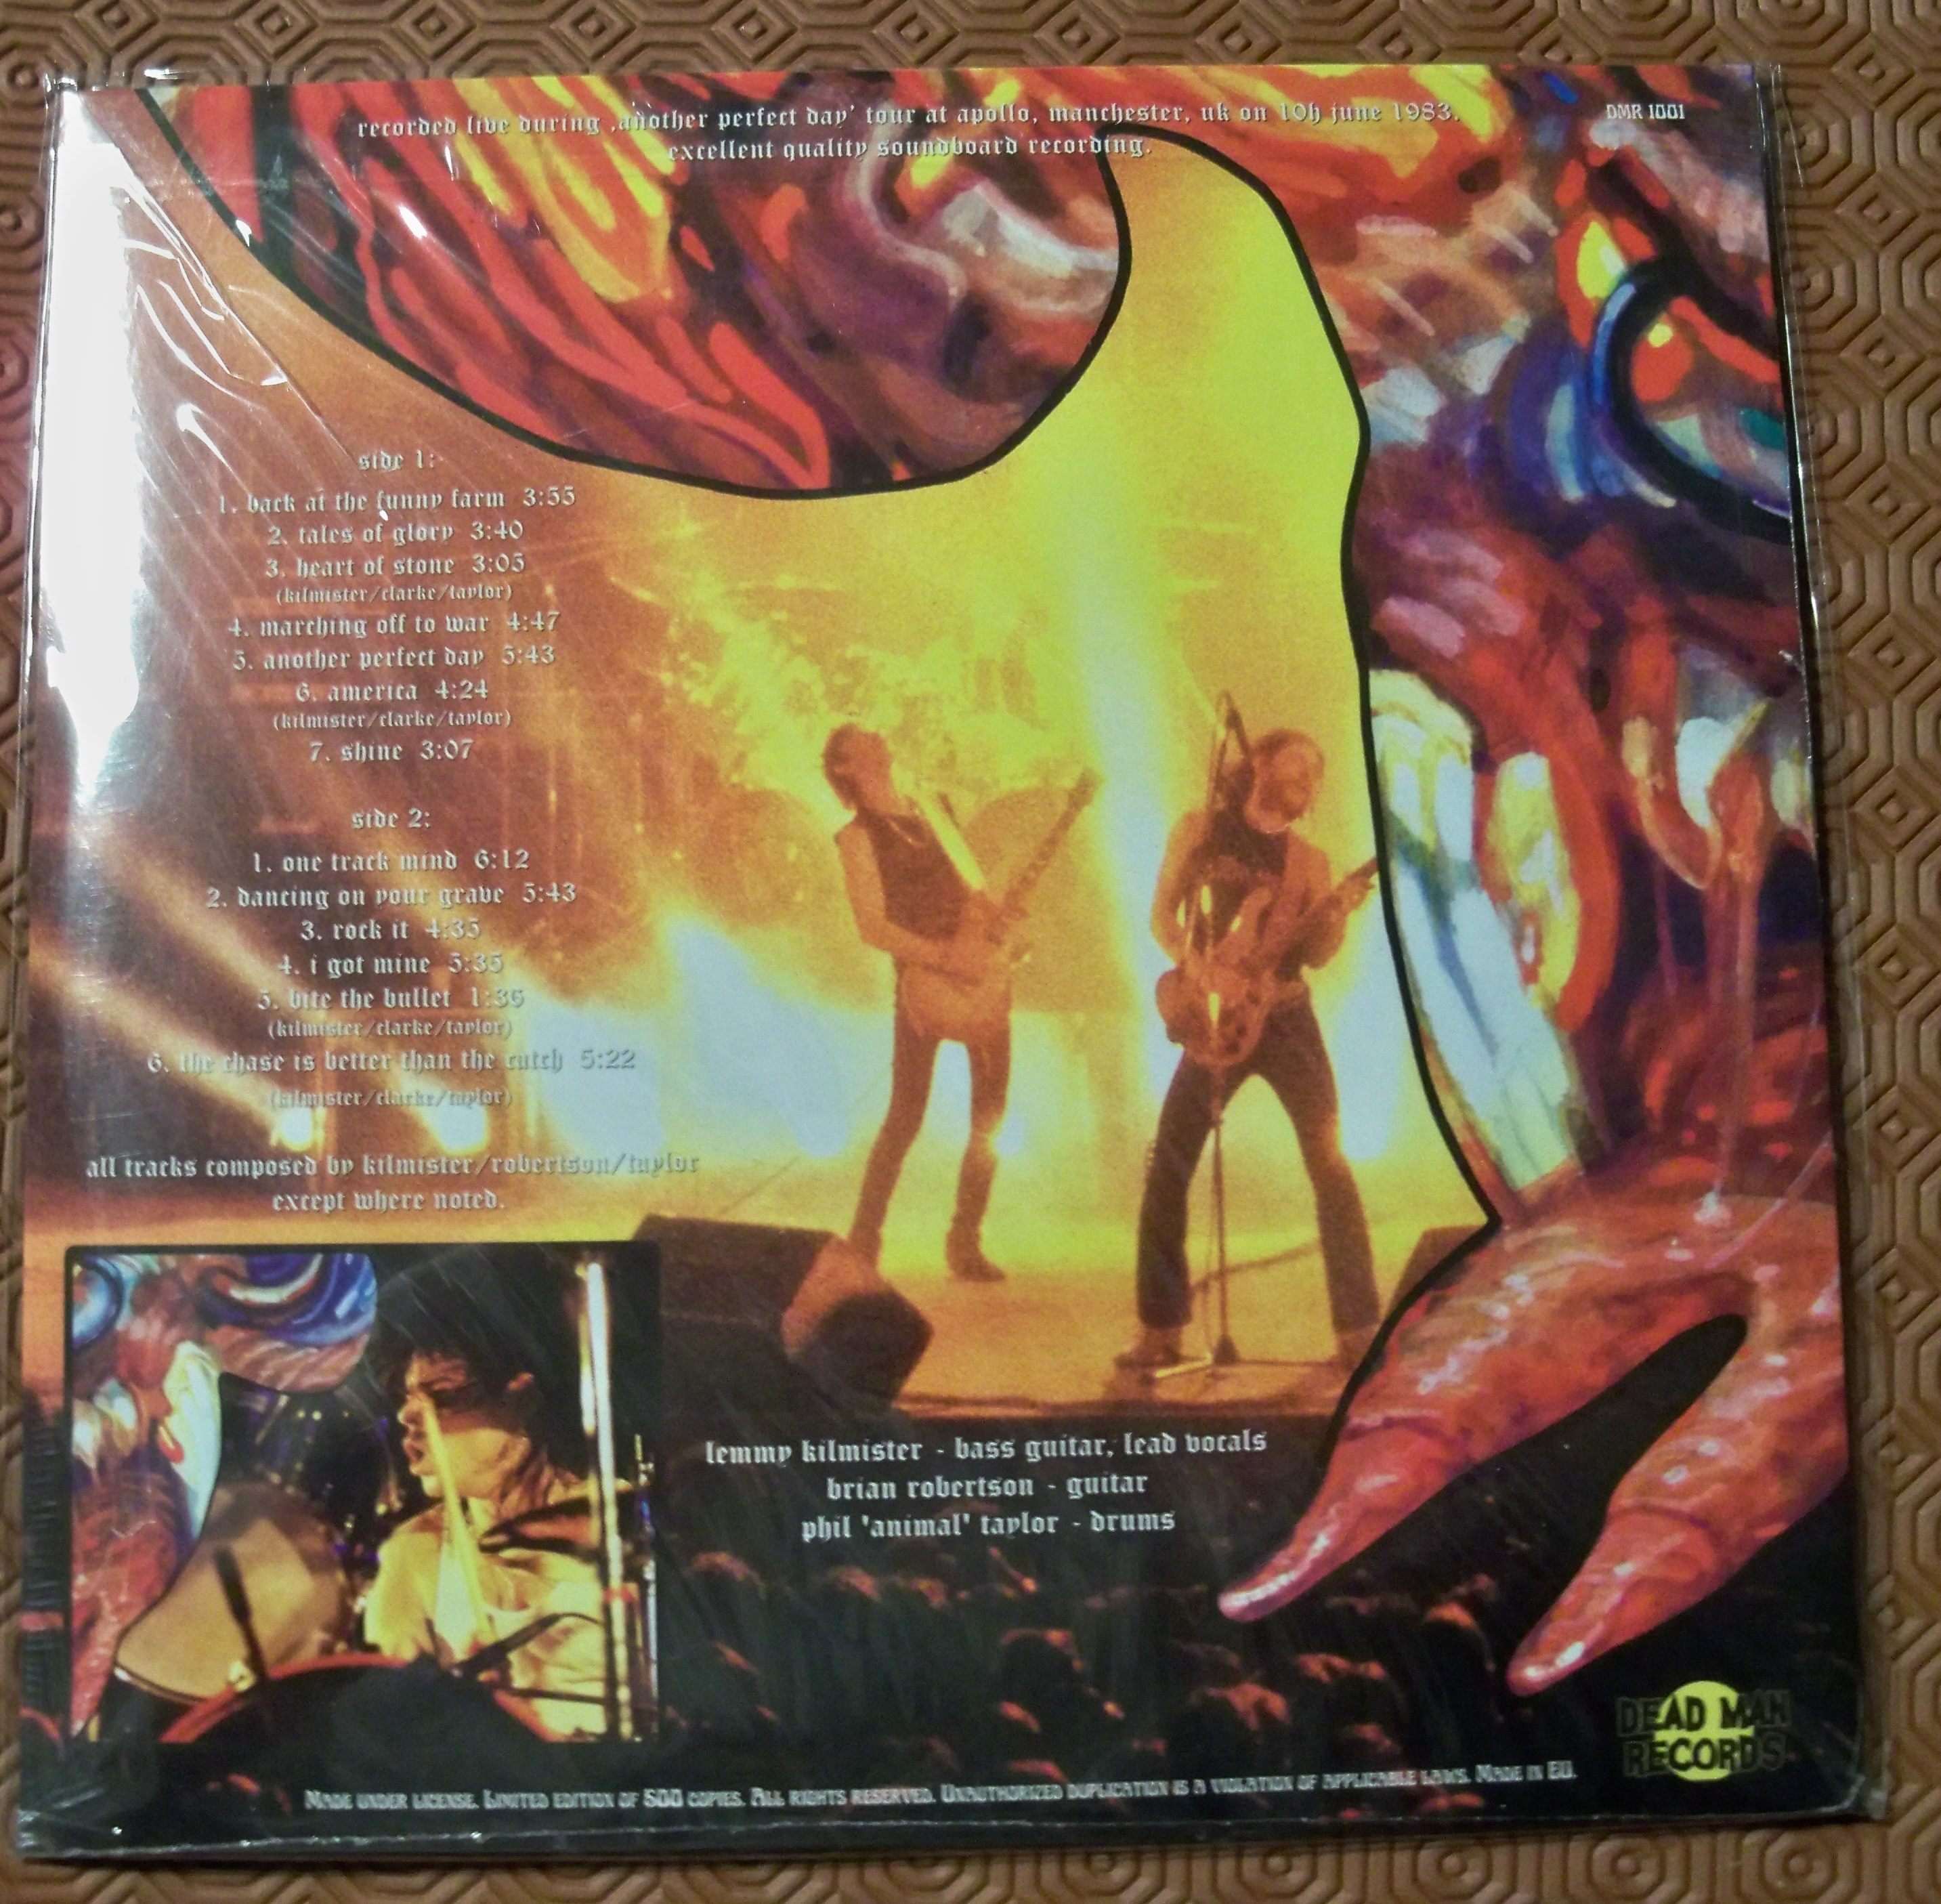 recorded live during ‚another perfect day' tour at apollo, manchester, uk on 10h june 1983.
excellent quality soundboard recording.
DMR 1001
side 1:
1. back at the funny farm 3:55
2. tales of glory 3:40
3. heart of stone 3:05
(kilmister/clarke/taylor)
4. marching off to war 4:47
5. another perfect day 5:43
6. america 4:24
(kilmister/clarke/taylor)
7. shine 3:07
side 2:
1. one track mind 6:12
2. dancing on your grave 5:43
3. rock it 4:35
4. i got mine 5:35
5. bite the bullet 1:36
(kilmister/clarke/taylor)
6. the chase is better than the catch 5:22
(kilmister/clarke/taylor)
all tracks composed by kilmister/robertson/taylor
except where noted.
lemmy kilmister - bass guitar, lead vocals
brian robertson - guitar
phil 'animal' taylor - drums
DEAD MAN
RECORDS
Made under license. Limited edition of 500 copies. All rights reserved. Unauthorized duplication is a violation of applicable laws. Made in EU.